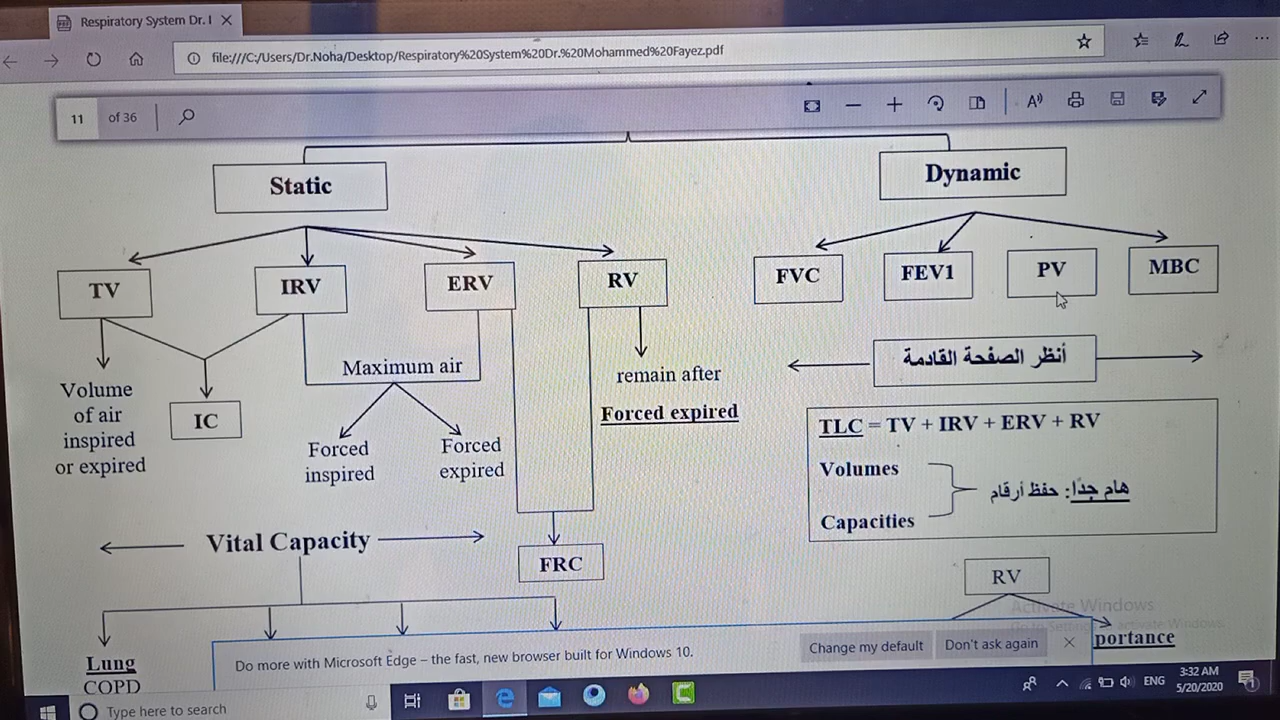 Respiratory System Dr. I
file:///C:/Users/Dr.Noha/Desktop/Respiratory%20System%20Dr.%20Mohammed%20Fayez.pdf
11 of 36
Static
Dynamic
TV
IRV
ERV
RV
FVC
FEV1
PV
MBC
Volume
of air
inspired
or expired
IC
Maximum air
Forced
inspired
Forced
expired
remain after
Forced expired
أنظر الصفحة القادمة
TLC = TV + IRV + ERV + RV
Volumes
Capacities
هام جدًا: حفظ أرقام
Vital Capacity
FRC
RV
Activate Windows
Lung
COPD
portance
Do more with Microsoft Edge – the fast, new browser built for Windows 10.
Change my default
Don't ask again
Type here to search
ENG
3:32 AM
5/20/2020